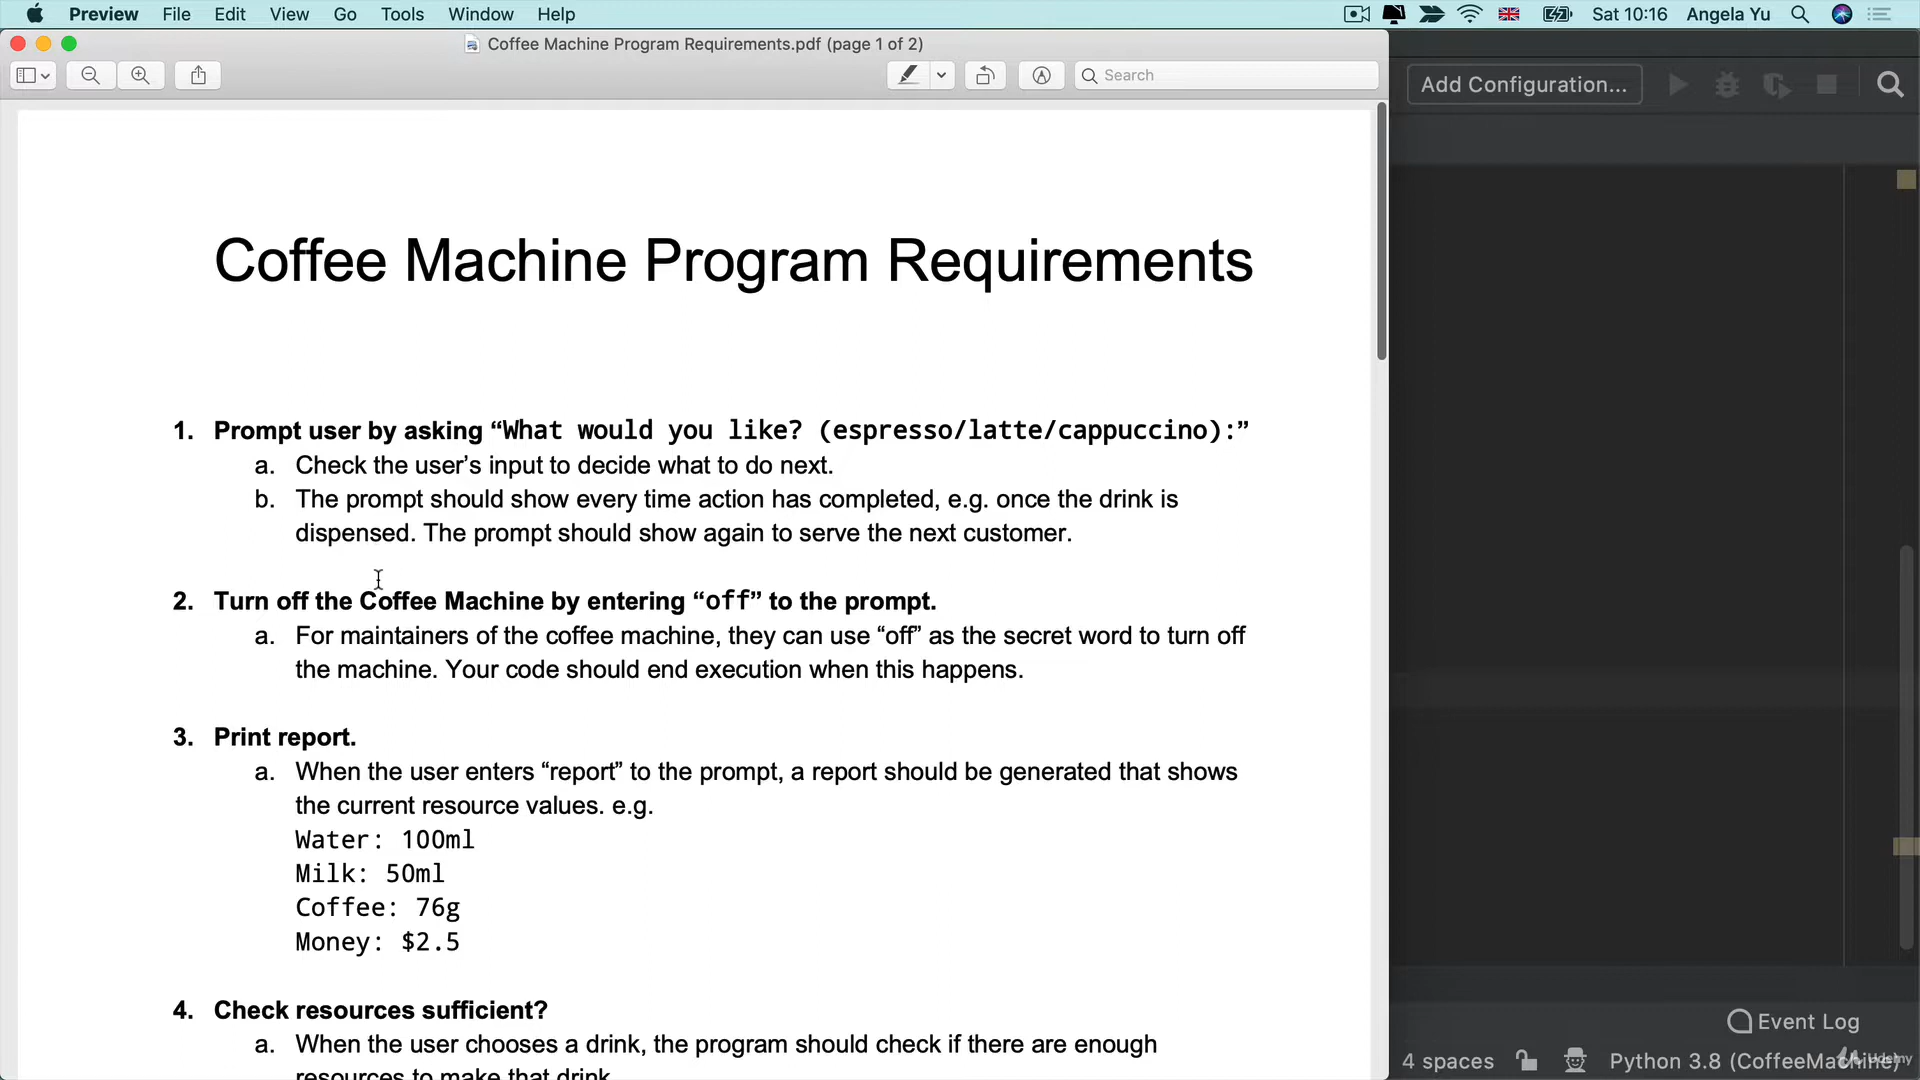 Preview File Edit View Go Tools Window Help Sat 10:16 Angela Yu
Coffee Machine Program Requirements.pdf (page 1 of 2)
Search
Add Configuration...
Coffee Machine Program Requirements
1. Prompt user by asking “What would you like? (espresso/latte/cappuccino):”
a. Check the user’s input to decide what to do next.
b. The prompt should show every time action has completed, e.g. once the drink is
dispensed. The prompt should show again to serve the next customer.
2. Turn off the Coffee Machine by entering “off” to the prompt.
a. For maintainers of the coffee machine, they can use “off” as the secret word to turn off
the machine. Your code should end execution when this happens.
3. Print report.
a. When the user enters “report” to the prompt, a report should be generated that shows
the current resource values. e.g.
Water: 100ml
Milk: 50ml
Coffee: 76g
Money: $2.5
4. Check resources sufficient?
a. When the user chooses a drink, the program should check if there are enough
resources to make that drink.
Event Log
4 spaces Python 3.8 (CoffeeMachine)
Udemy